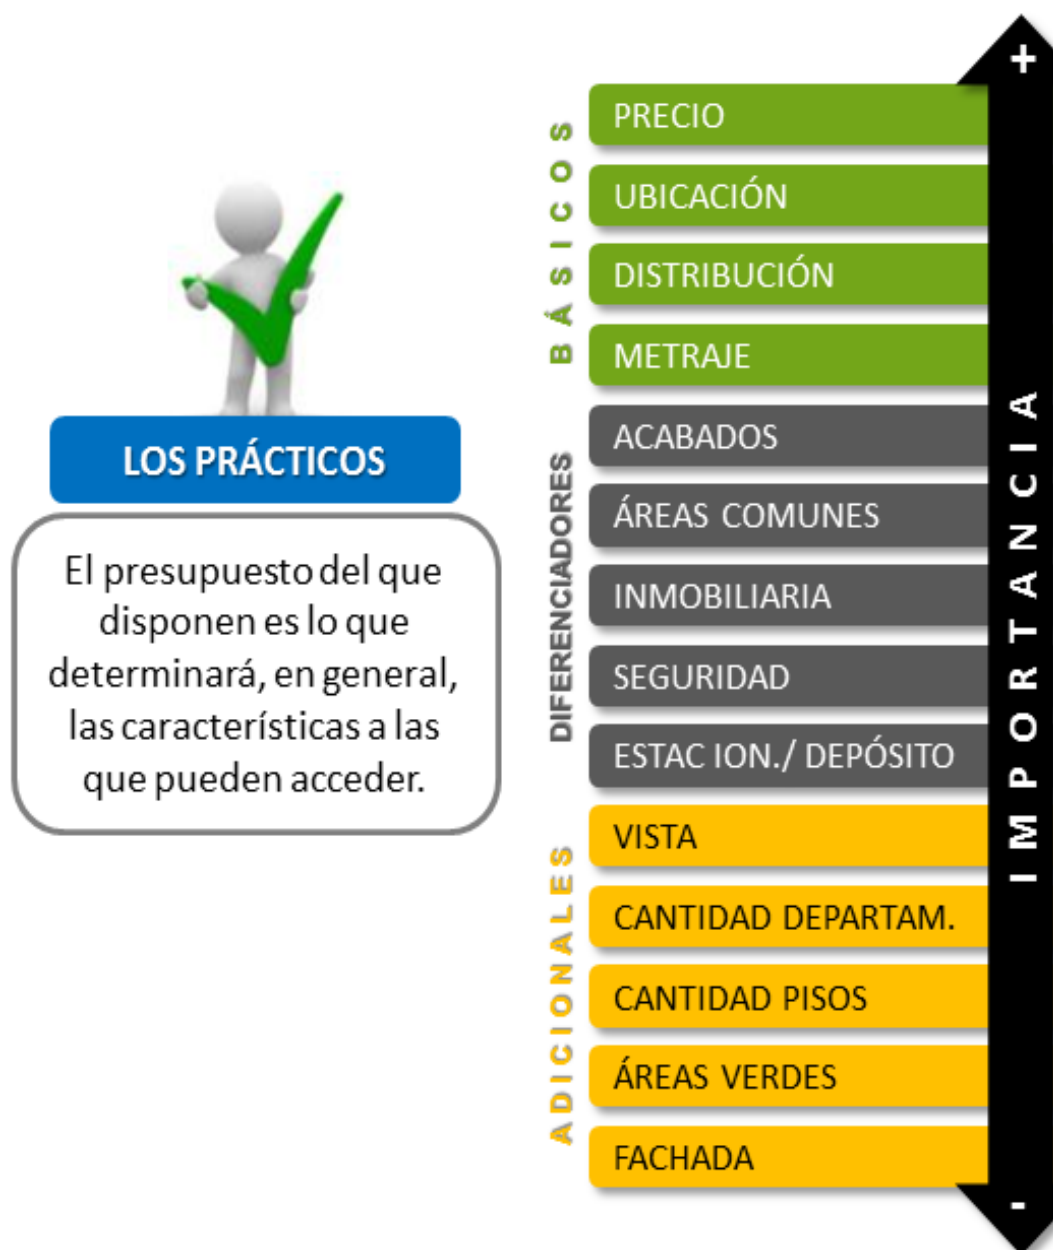 LOS PRÁCTICOS
El presupuesto del que
disponen es lo que
determinará, en general,
las características a las
que pueden acceder.
BÁSICOS
PRECIO
UBICACIÓN
DISTRIBUCIÓN
METRAJE
DIFERENCIADORES
ACABADOS
ÁREAS COMUNES
INMOBILIARIA
SEGURIDAD
ESTAC ION./ DEPÓSITO
ADICIONALES
VISTA
CANTIDAD DEPARTAM.
CANTIDAD PISOS
ÁREAS VERDES
FACHADA
+
IMPORTANCIA
-